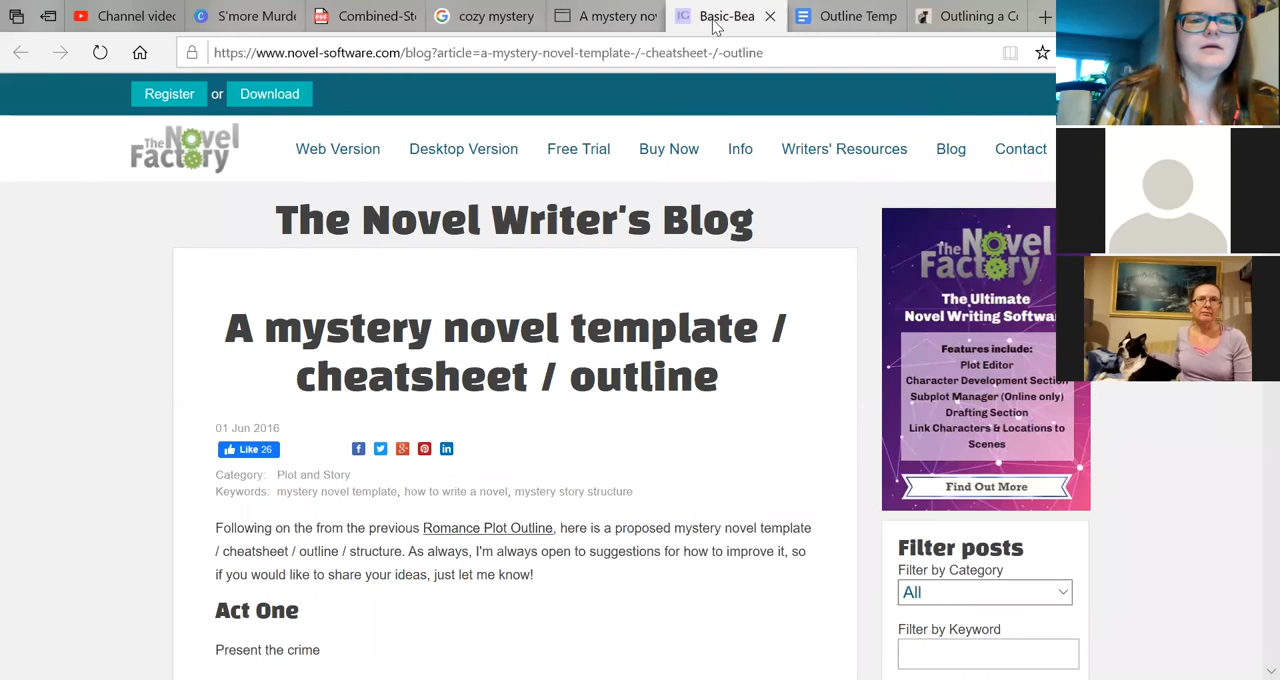 Channel videc
S'more Murde
Combined-St
cozy mystery
A mystery nov
Basic-Bea
Outline Temp
Outlining a Co
https://www.novel-software.com/blog?article=a-mystery-novel-template-/-cheatsheet-/-outline
Register or Download
The Novel Factory
Web Version Desktop Version Free Trial Buy Now Info Writers' Resources Blog Contact
The Novel Writer's Blog
A mystery novel template /
cheatsheet / outline
01 Jun 2016
Like 26
Category: Plot and Story
Keywords: mystery novel template, how to write a novel, mystery story structure
Following on the from the previous Romance Plot Outline, here is a proposed mystery novel template
/ cheatsheet / outline / structure. As always, I'm always open to suggestions for how to improve it, so
if you would like to share your ideas, just let me know!
Act One
Present the crime
The Novel
Factory
The Ultimate
Novel Writing Softwa
Features include:
Plot Editor
Character Development Section
Subplot Manager (Online only)
Drafting Section
Link Characters & Locations to
Scenes
Find Out More
Filter posts
Filter by Category
All
Filter by Keyword